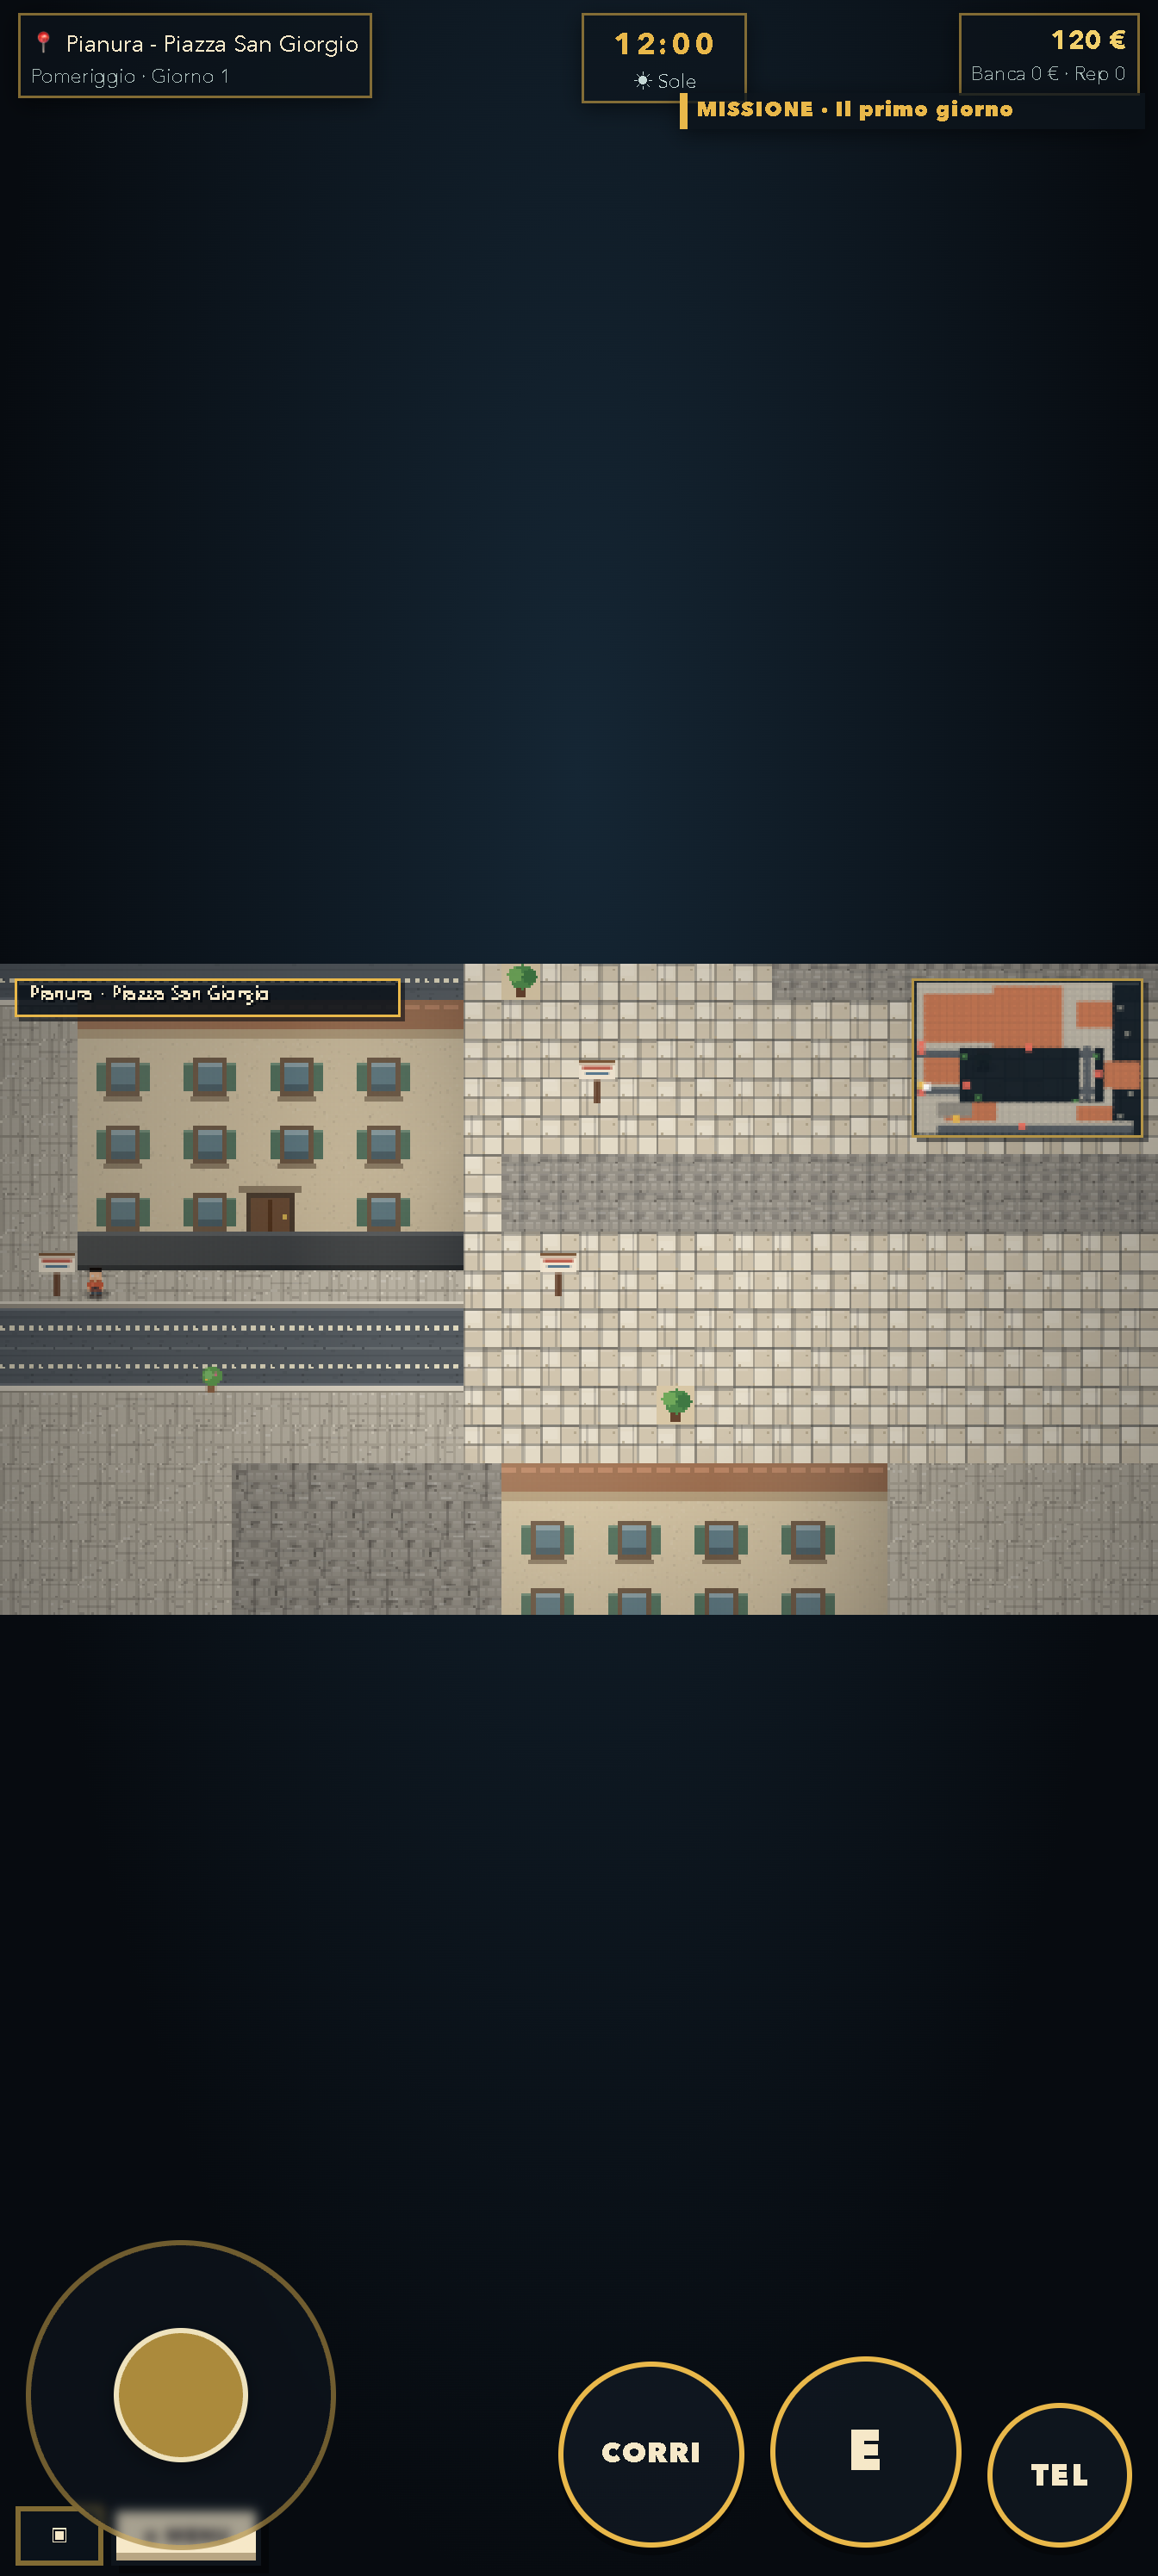 📍 Pianura - Piazza San Giorgio
Pomeriggio · Giorno 1
12:00
☀ Sole
120 €
Banca 0 € · Rep 0
MISSIONE · Il primo giorno
Pianura · Piazza San Giorgio
CORRI
E
TEL